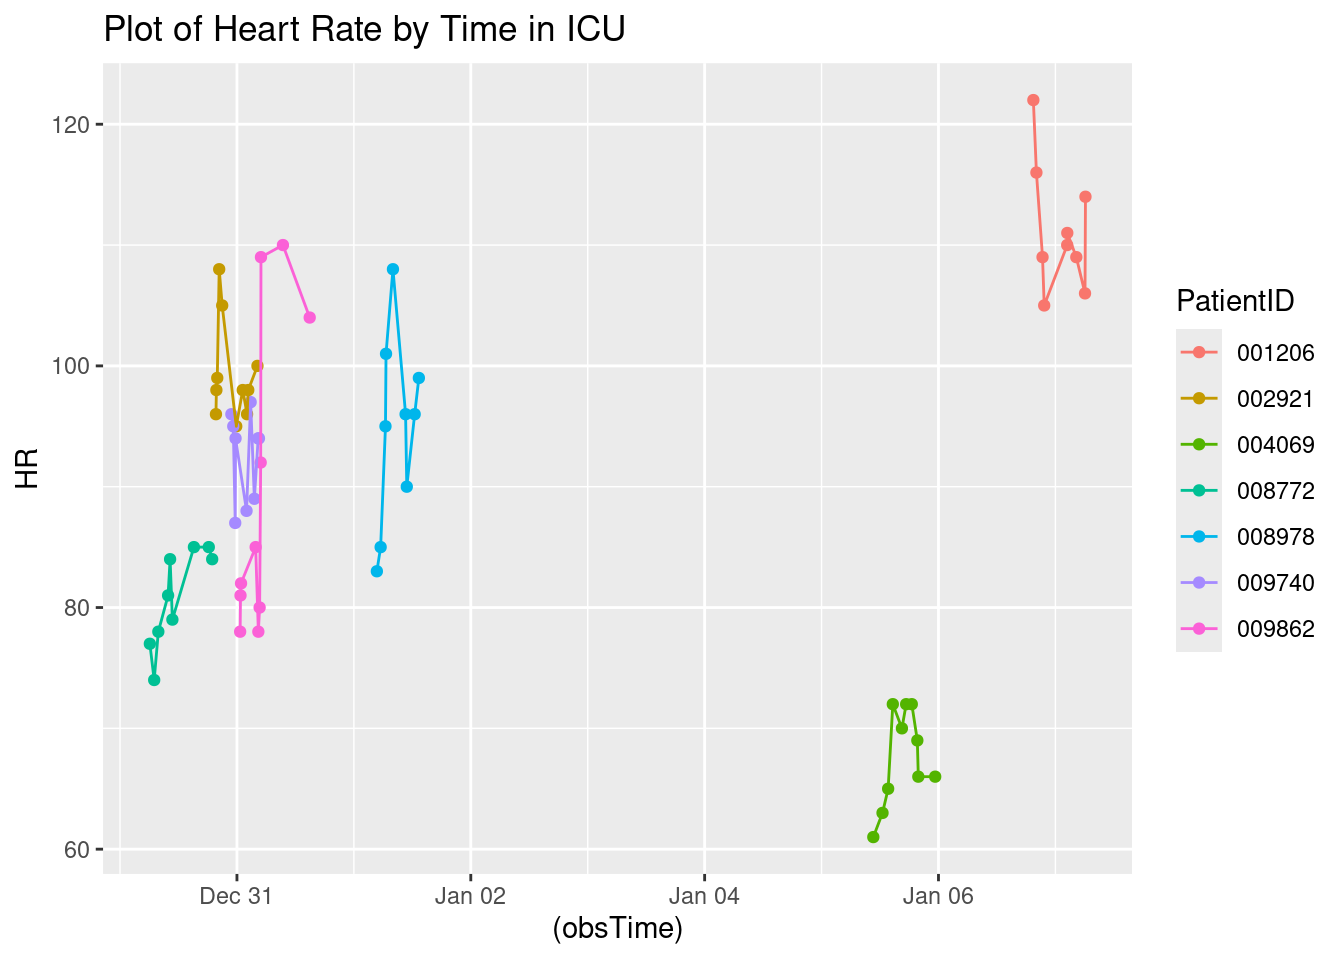 Plot of Heart Rate by Time in ICU
120
100
80
60
HR
Dec 31
Jan 02
Jan 04
Jan 06
(obsTime)
PatientID
001206
002921
004069
008772
008978
009740
009862